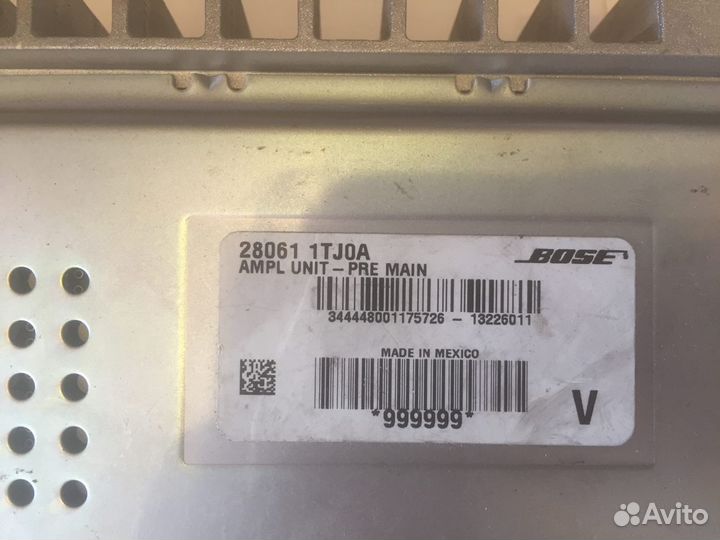 28061 1TJ0A
BOSE
AMPL UNIT – PRE MAIN
344448001175726 – 13226011
MADE IN MEXICO
*999999*
V
Avito